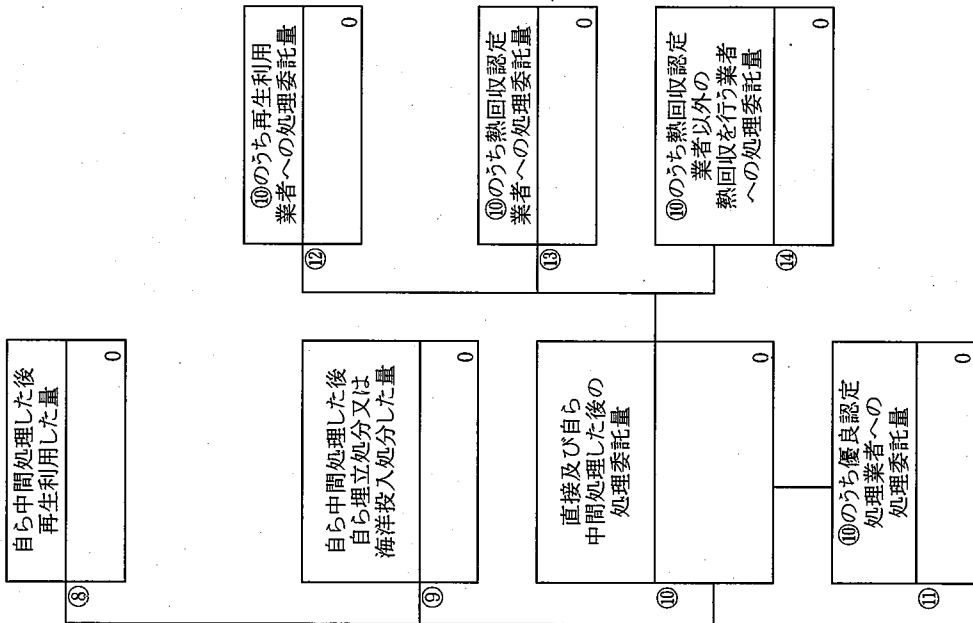 ⑧
自ら中間処理した後
再生利用した量
0
⑨
自ら中間処理した後
自ら埋立処分又は
海洋投入処分した量
0
⑩
直接及び自ら
中間処理した後の
処理委託量
0
⑪
⑩のうち優良認定
処理業者への
処理委託量
0
⑫
⑩のうち再生利用
業者への処理委託量
0
⑬
⑩のうち熱回収認定
業者への処理委託量
0
⑭
⑩のうち熱回収認定
業者以外の
熱回収を行う業者
への処理委託量
0